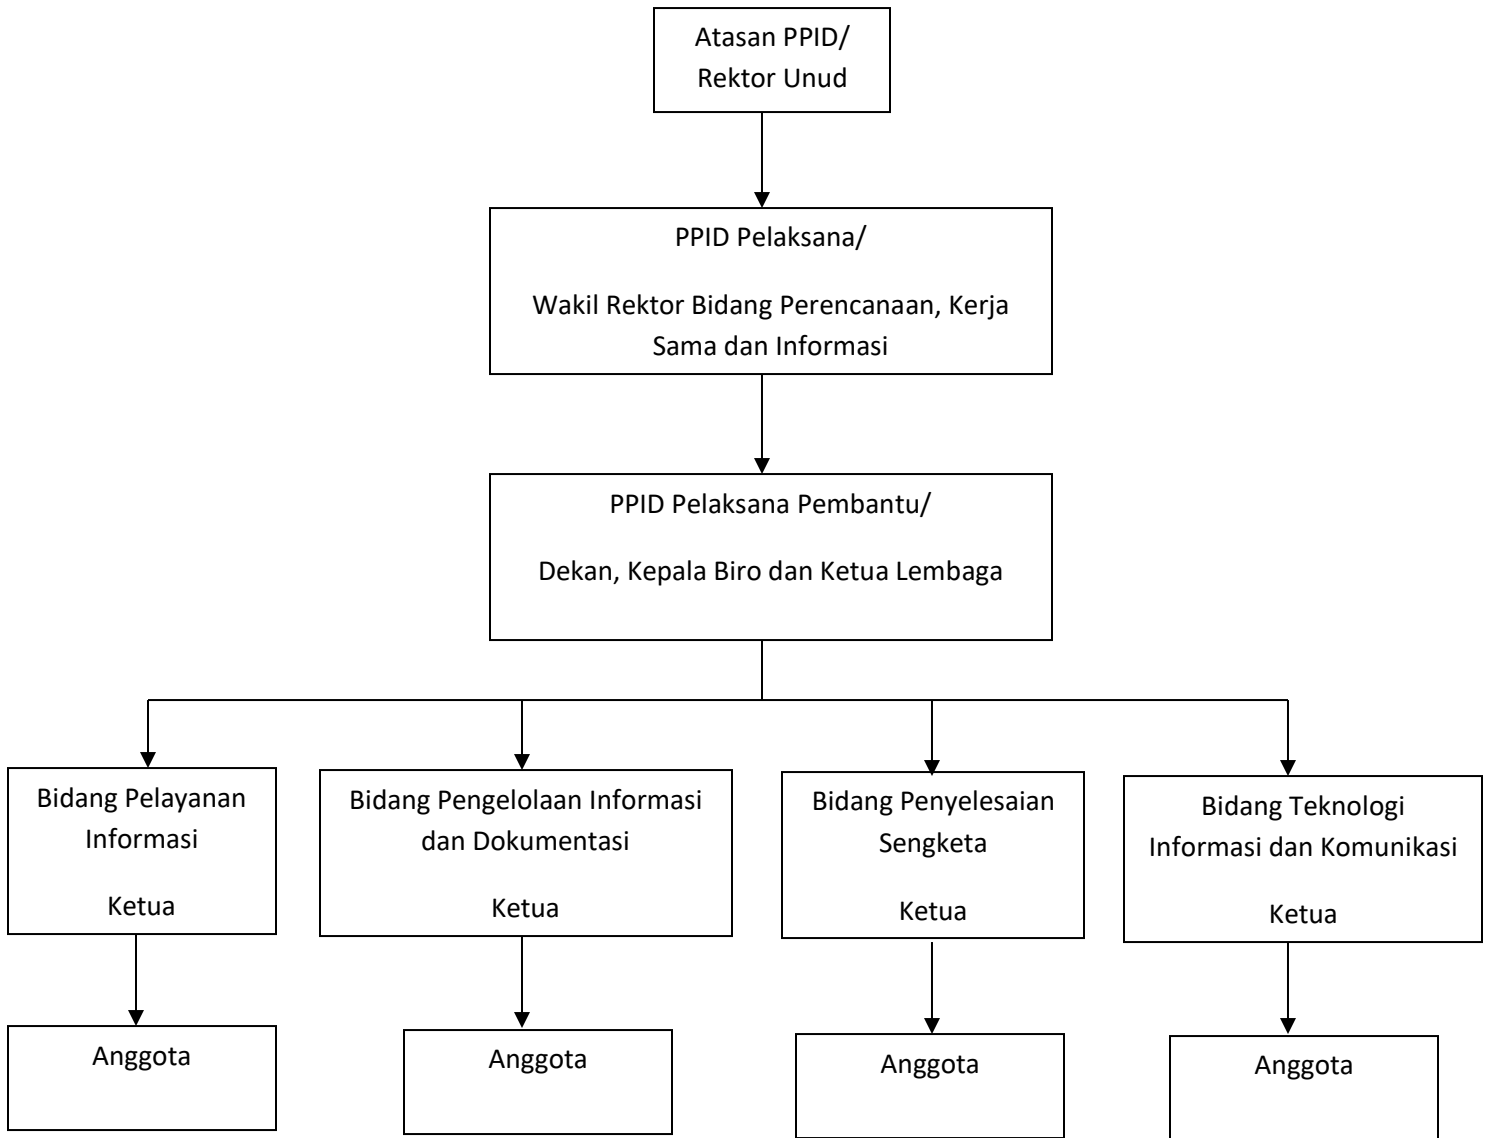 Atasan PPID/
Rektor Unud
PPID Pelaksana/
Wakil Rektor Bidang Perencanaan, Kerja
Sama dan Informasi
PPID Pelaksana Pembantu/
Dekan, Kepala Biro dan Ketua Lembaga
Bidang Pelayanan
Informasi
Ketua
Bidang Pengelolaan Informasi
dan Dokumentasi
Ketua
Bidang Penyelesaian
Sengketa
Ketua
Bidang Teknologi
Informasi dan Komunikasi
Ketua
Anggota
Anggota
Anggota
Anggota